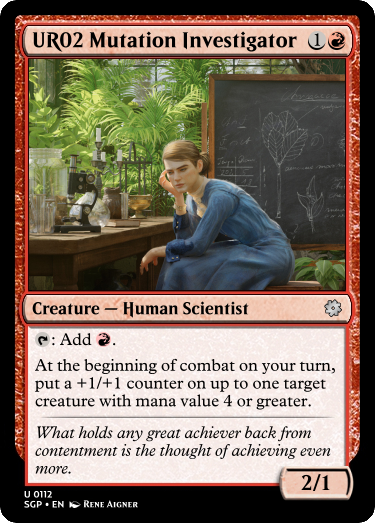 UR02 Mutation Investigator 1
Creature — Human Scientist
: Add .
At the beginning of combat on your turn,
put a +1/+1 counter on up to one target
creature with mana value 4 or greater.
What holds any great achiever back from
contentment is the thought of achieving even
more.
2/1
U 0112
SGP • EN RENE AIGNER